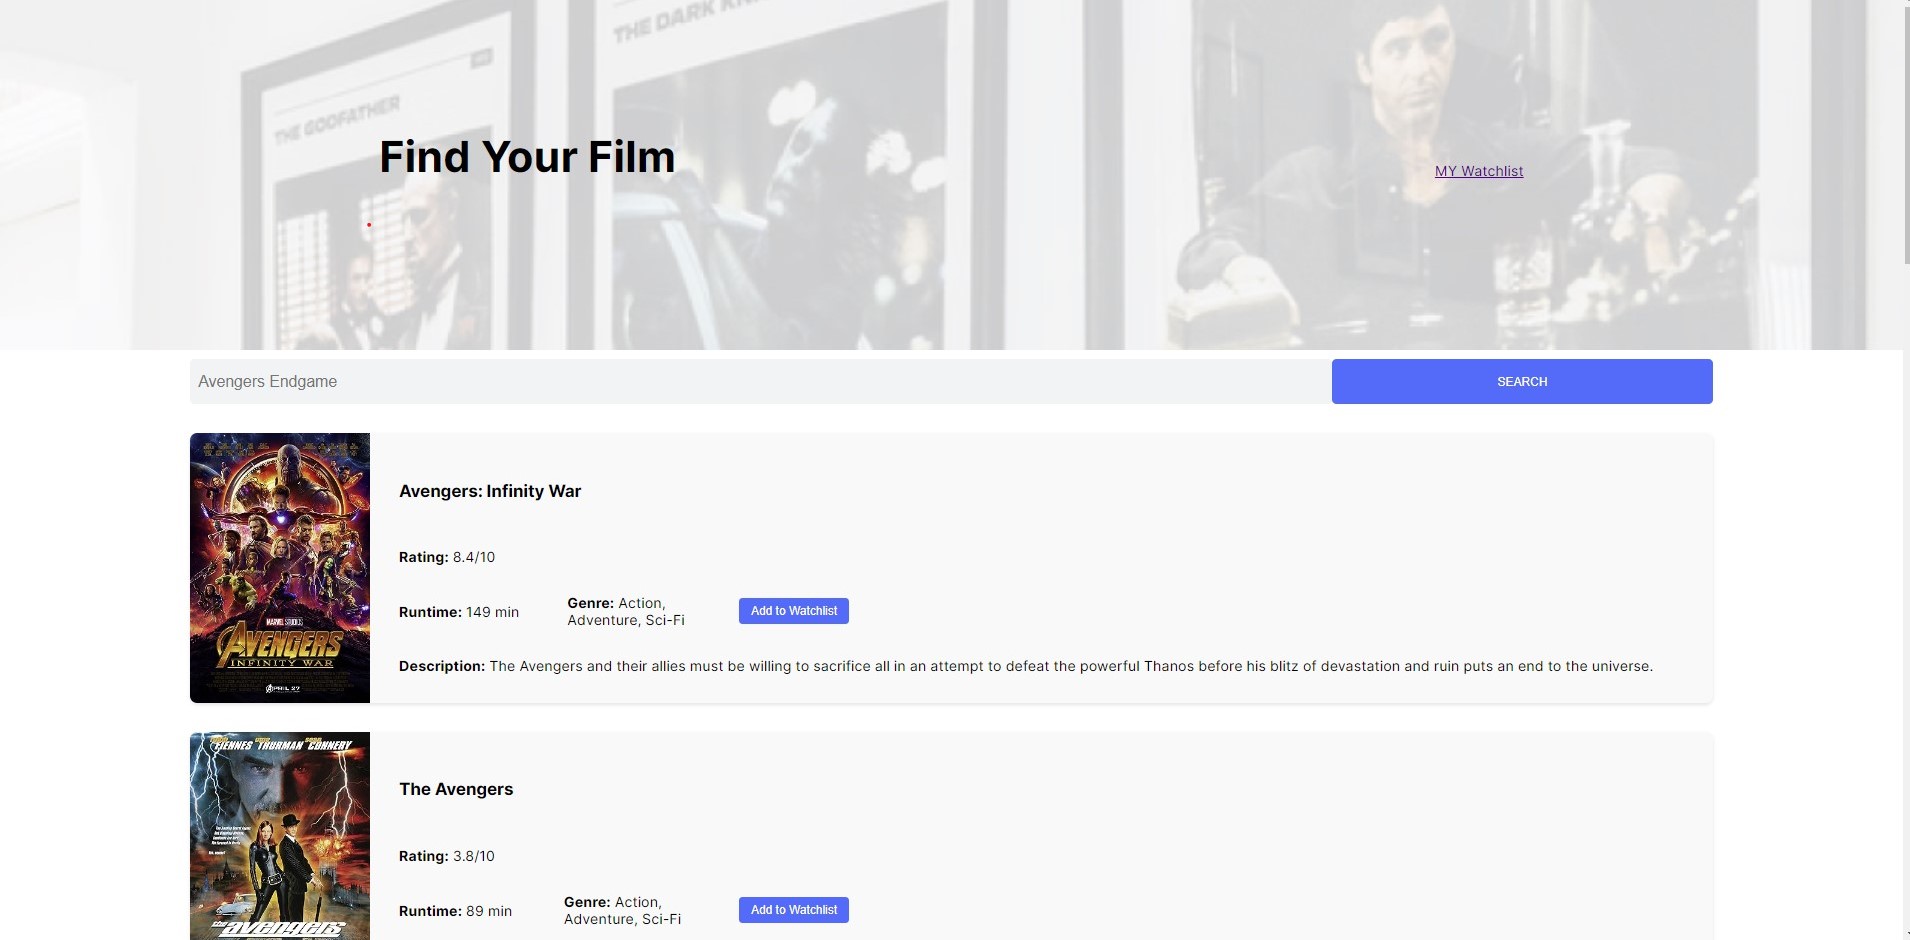 THE GODFATHER
THE DARK
Find Your Film
MY Watchlist
Avengers Endgame
SEARCH
MARVEL STUDIOS
AVENGERS
INFINITY WAR
APRIL 27
Avengers: Infinity War
Rating: 8.4/10
Runtime: 149 min
Genre: Action,
Adventure, Sci-Fi
Add to Watchlist
Description: The Avengers and their allies must be willing to sacrifice all in an attempt to defeat the powerful Thanos before his blitz of devastation and ruin puts an end to the universe.
FIENNES THURMAN CONNERY
the avengers
The Avengers
Rating: 3.8/10
Runtime: 89 min
Genre: Action,
Adventure, Sci-Fi
Add to Watchlist